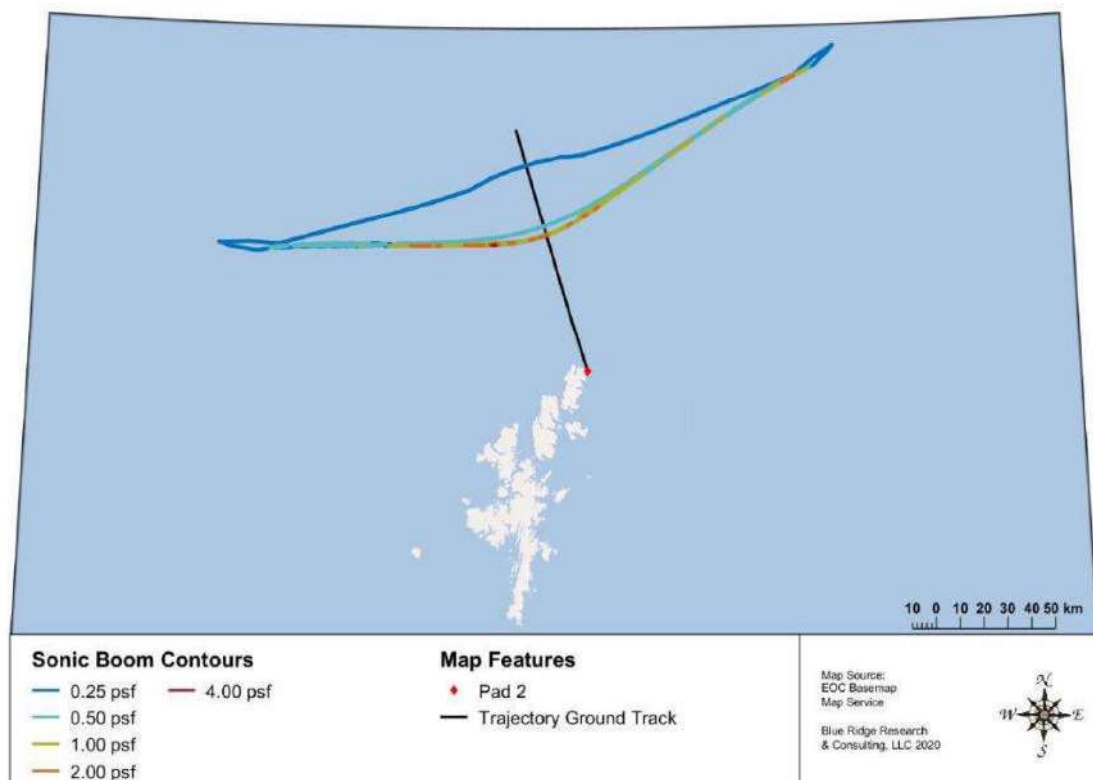 10 0 10 20 30 40 50 km
Sonic Boom Contours
0.25 psf
4.00 psf
0.50 psf
1.00 psf
2.00 psf
Map Features
Pad 2
Trajectory Ground Track
Map Source:
EOC Basemap
Map Service
Blue Ridge Research
& Consulting, LLC 2020
N
W E
S